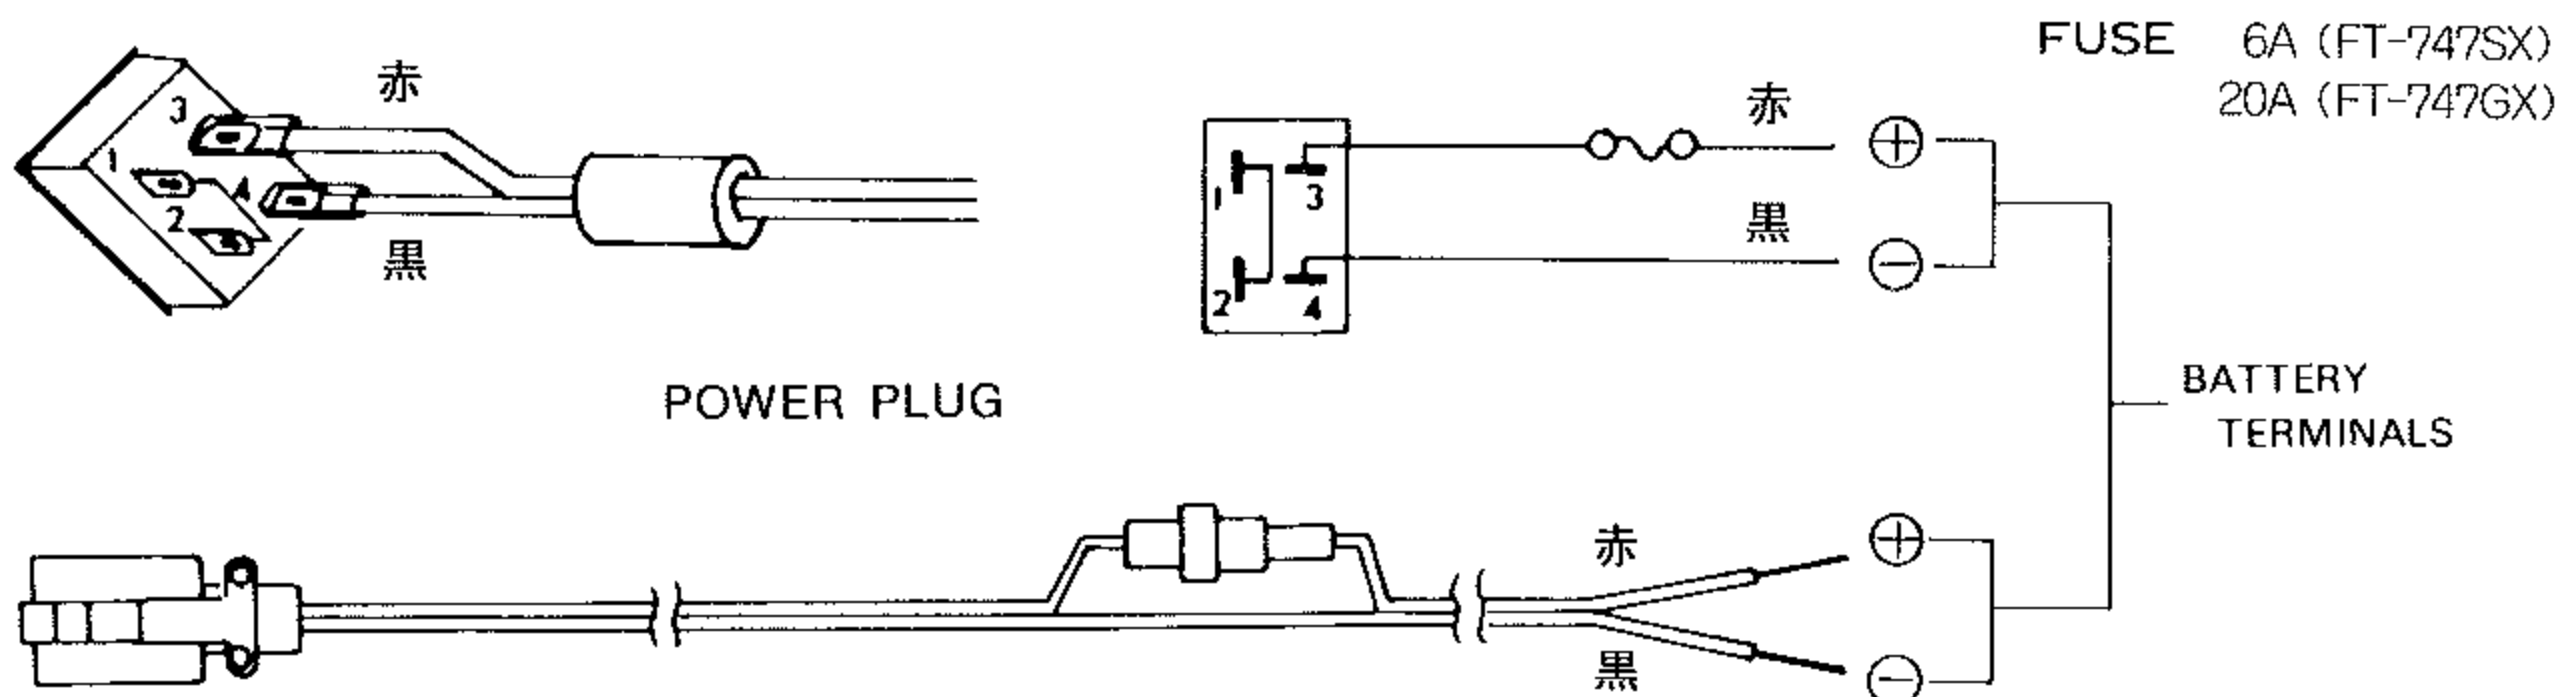 FUSE 6A (FT-747SX)
20A (FT-747GX)
3
赤
1
4
2
黒
赤
⊕
1
3
黒
⊖
2
4
POWER PLUG
BATTERY
TERMINALS
赤
⊕
黒
⊖